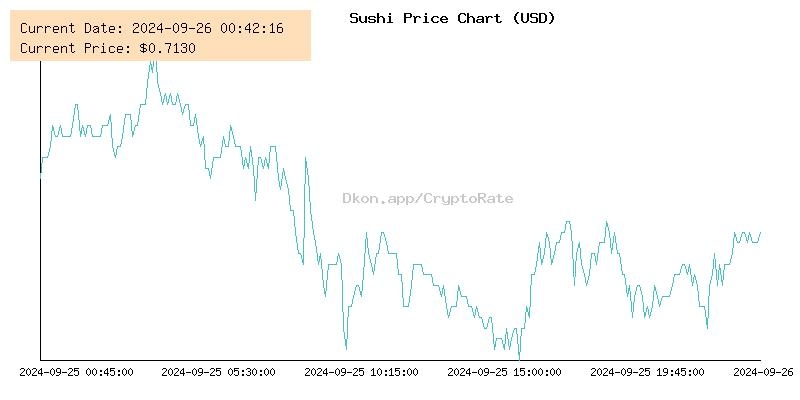 Sushi Price Chart (USD)
Current Date: 2024-09-26 00:42:16
Current Price: $0.7130
Dkon.app/CryptoRate
2024-09-25 00:45:00 2024-09-25 05:30:00 2024-09-25 10:15:00 2024-09-25 15:00:00 2024-09-25 19:45:00 2024-09-26